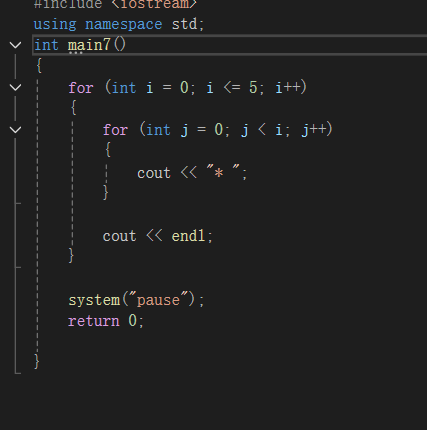 #include <iostream>
using namespace std;
int main7()
{
for (int i = 0; i <= 5; i++)
{
for (int j = 0; j < i; j++)
{
cout << "* ";
}
cout << endl;
}
system("pause");
return 0;
}